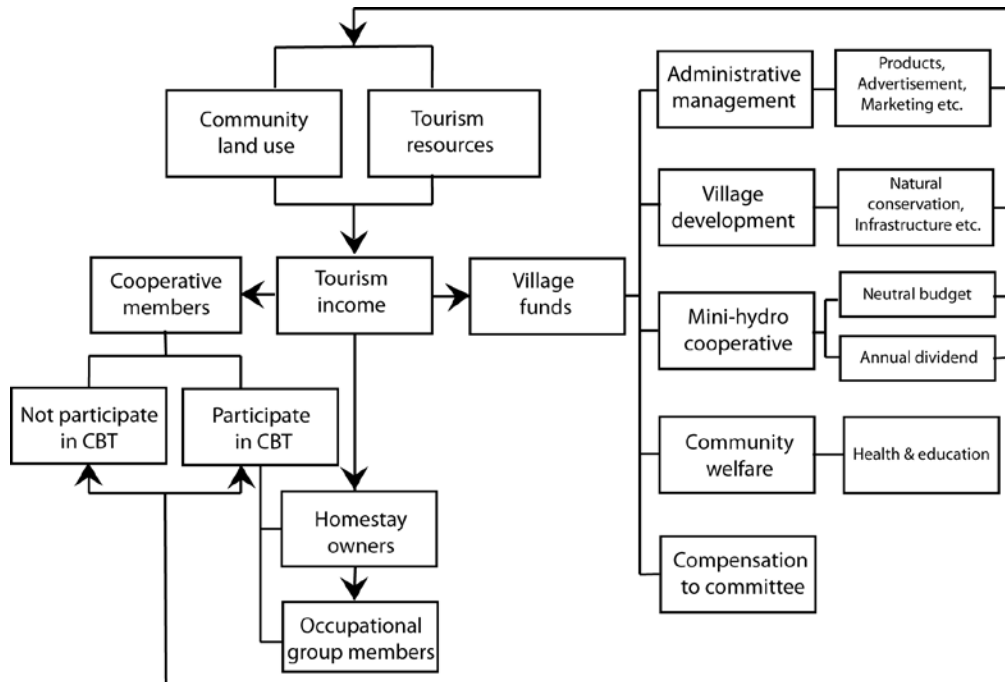 Community
land use
Tourism
resources
Administrative
management
Products,
Advertisement,
Marketing etc.
Village
development
Natural
conservation,
Infrastructure etc.
Cooperative
members
Tourism
income
Village
funds
Mini-hydro
cooperative
Neutral budget
Annual dividend
Not participate
in CBT
Participate
in CBT
Community
welfare
Health & education
Homestay
owners
Compensation
to committee
Occupational
group members